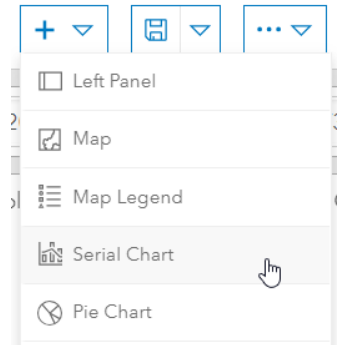 Left Panel
Map
Map Legend
Serial Chart
Pie Chart